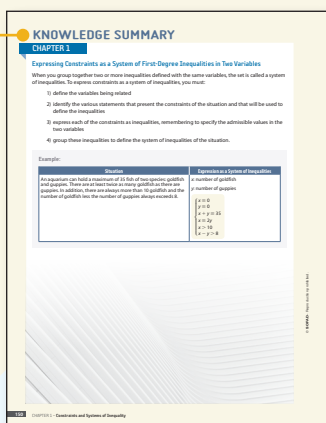 KNOWLEDGE SUMMARY
CHAPTER 1
Expressing Constraints as a System of First-Degree Inequalities in Two Variables
When you group together two or more inequalities defined with the same variables, the set is called a system
of inequalities. To express constraints as a system of inequalities, you must:
1) define the variables being related
2) identify the various statements that present the constraints of the situation and that will be used to
define the inequalities
3) express each of the constraints as inequalities, remembering to specify the admissible values in the
two variables
4) group these inequalities to define the system of inequalities of the situation.
Example:
Situation
Expression as a System of Inequalities
An aquarium can hold a maximum of 35 fish of two species: goldfish
and guppies. There are at least twice as many goldfish as there are
guppies. In addition, there are always more than 10 goldfish and the
number of goldfish less the number of guppies always exceeds 8.
x: number of goldfish
y: number of guppies
x ≥ 0
y ≥ 0
x + y ≤ 35
x ≥ 2y
x > 10
x − y > 8
150 CHAPTER 1 – Constraints and Systems of Inequality